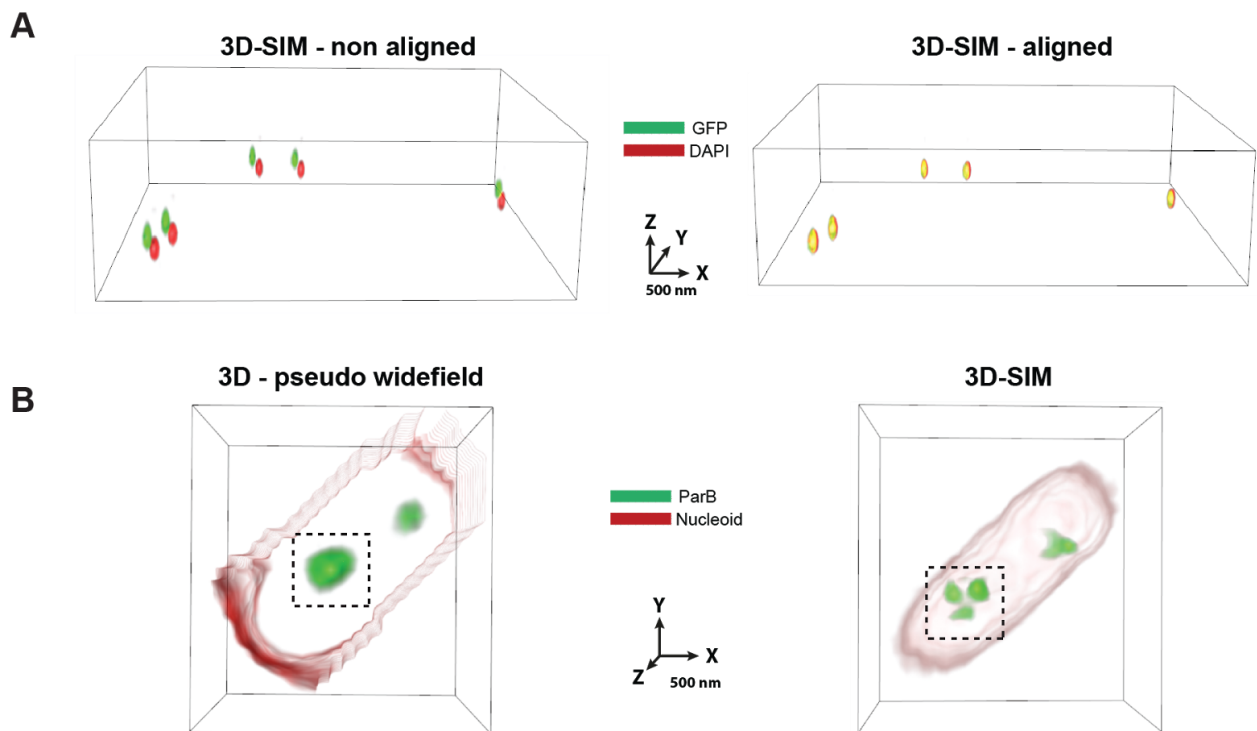 A
3D-SIM - non aligned
3D-SIM - aligned
GFP
DAPI
Z
Y
X
500 nm
B
3D - pseudo widefield
3D-SIM
ParB
Nucleoid
Y
X
Z
500 nm